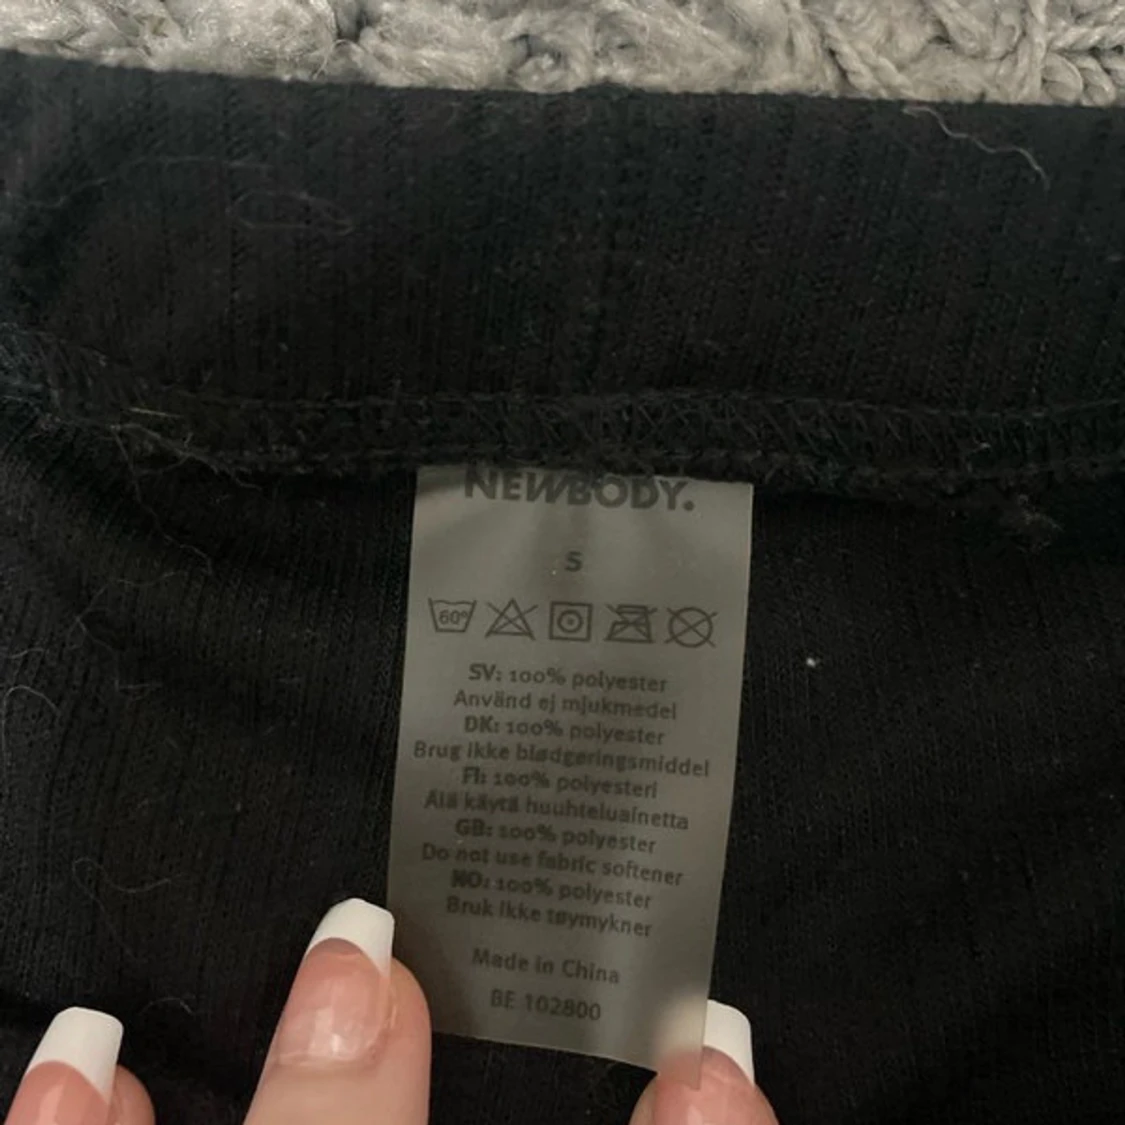 NEWBODY.
S
60°
SV: 100% polyester
Använd ej mjukmedel
DK: 100% polyester
Brug ikke blødgøringsmiddel
FI: 100% polyesteri
Älä käytä huuhteluainetta
GB: 100% polyester
Do not use fabric softener
NO: 100% polyester
Bruk ikke tøymykner
Made in China
BE 102800